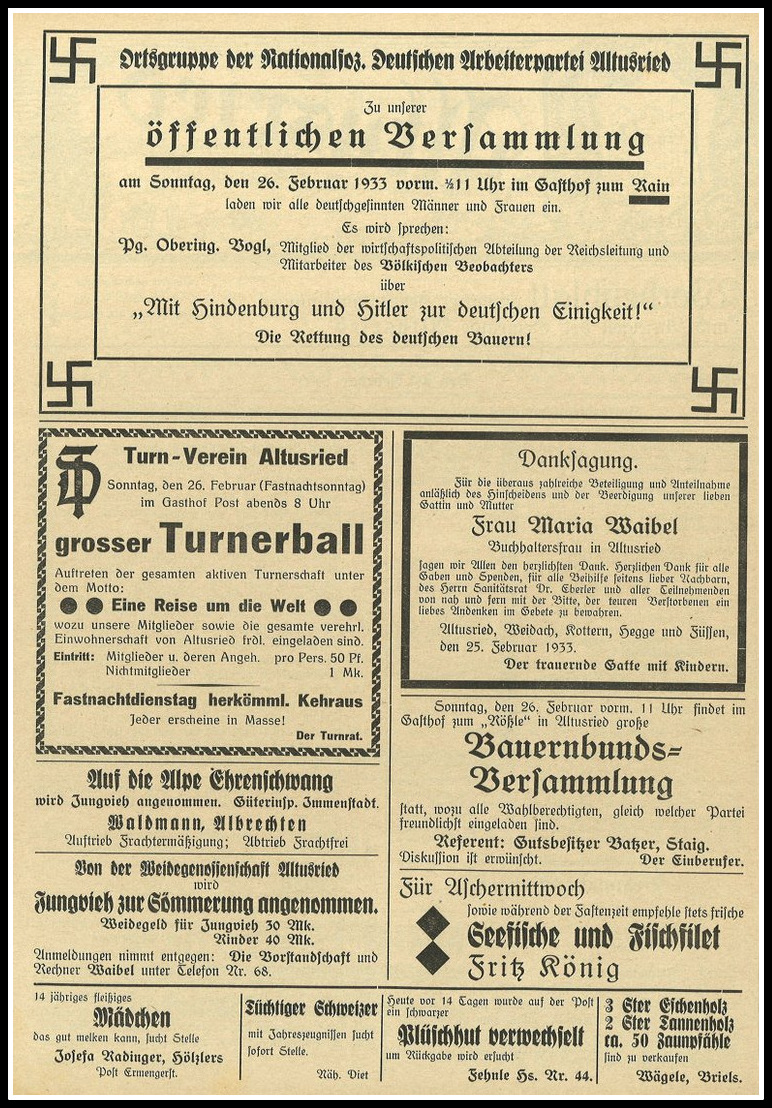 Ortsgruppe der Nationalsoz. Deutschen Arbeiterpartei Altusried
Zu unserer
öffentlichen Versammlung
am Sonntag, den 26. Februar 1933 vorm. ½11 Uhr im Gasthof zum Rain
laden wir alle deutschgesinnten Männer und Frauen ein.
Es wird sprechen:
Pg. Obering. Vogl, Mitglied der wirtschaftspolitischen Abteilung der Reichsleitung und
Mitarbeiter des Völkischen Beobachters
über
„Mit Hindenburg und Hitler zur deutschen Einigkeit!“
Die Rettung des deutschen Bauern!
Turn-Verein Altusried
Sonntag, den 26. Februar (Fastnachtsonntag)
im Gasthof Post abends 8 Uhr
grosser Turnerball
Auftreten der gesamten aktiven Turnerschaft unter
dem Motto:
Eine Reise um die Welt
wozu unsere Mitglieder sowie die gesamte verehrl.
Einwohnerschaft von Altusried frdl. eingeladen sind.
Eintritt: Mitglieder u. deren Angeh. pro Pers. 50 Pf.
Nichtmitglieder 1 Mk.
Fastnachtdienstag herkömml. Kehraus
Jeder erscheine in Masse!
Der Turnrat.
Auf die Alpe Ehrenschwang
wird Jungvieh angenommen. Güterinsp. Immenstadt.
Waldmann, Albrechten
Auftrieb Frachtermäßigung; Abtrieb Frachtfrei
Von der Weidegenossenschaft Altusried
wird
Jungvieh zur Sömmerung angenommen.
Weidegeld für Jungvieh 30 Mk.
Rinder 40 Mk.
Anmeldungen nimmt entgegen: Die Vorstandschaft und
Rechner Waibel unter Telefon Nr. 68.
Danksagung.
Für die überaus zahlreiche Beteiligung und Anteilnahme
anläßlich des Hinscheidens und der Beerdigung unserer lieben
Gattin und Mutter
Frau Maria Waibel
Buchhaltersfrau in Altusried
sagen wir Allen den herzlichsten Dank. Herzlichen Dank für alle
Gaben und Spenden, für alle Beihilfe seitens lieber Nachbarn,
des Herrn Sanitätsrat Dr. Eberler und aller Teilnehmenden
von nah und fern mit der Bitte, der teuren Verstorbenen ein
liebes Andenken im Gebete zu bewahren.
Altusried, Weidach, Kottern, Hegge und Füssen,
den 25. Februar 1933.
Der trauernde Gatte mit Kindern.
Sonntag, den 26. Februar vorm. 11 Uhr findet im
Gasthof zum „Rößle“ in Altusried große
Bauernbunds=
Versammlung
statt, wozu alle Wahlberechtigten, gleich welcher Partei
freundlichst eingeladen sind.
Referent: Gutsbesitzer Batzer, Staig.
Diskussion ist erwünscht. Der Einberufer.
Für Aschermittwoch
sowie während der Fastenzeit empfehle stets frische
Seefische und Fischfilet
Fritz König
14 jähriges fleißiges
Mädchen
das gut melken kann, sucht Stelle
Josefa Radinger, Hölzlers
Post Ermengerst.
Tüchtiger Schweizer
mit Jahreszeugnissen sucht
sofort Stelle.
Näh. Diet
Heute vor 14 Tagen wurde auf der Post
ein schwarzer
Plüschhut verwechselt
um Rückgabe wird ersucht
Fehnle Hs. Nr. 44.
3 Ster Eschenholz
2 Ster Tannenholz
ca. 50 Zaunpfähle
sind zu verkaufen
Wägele, Briels.